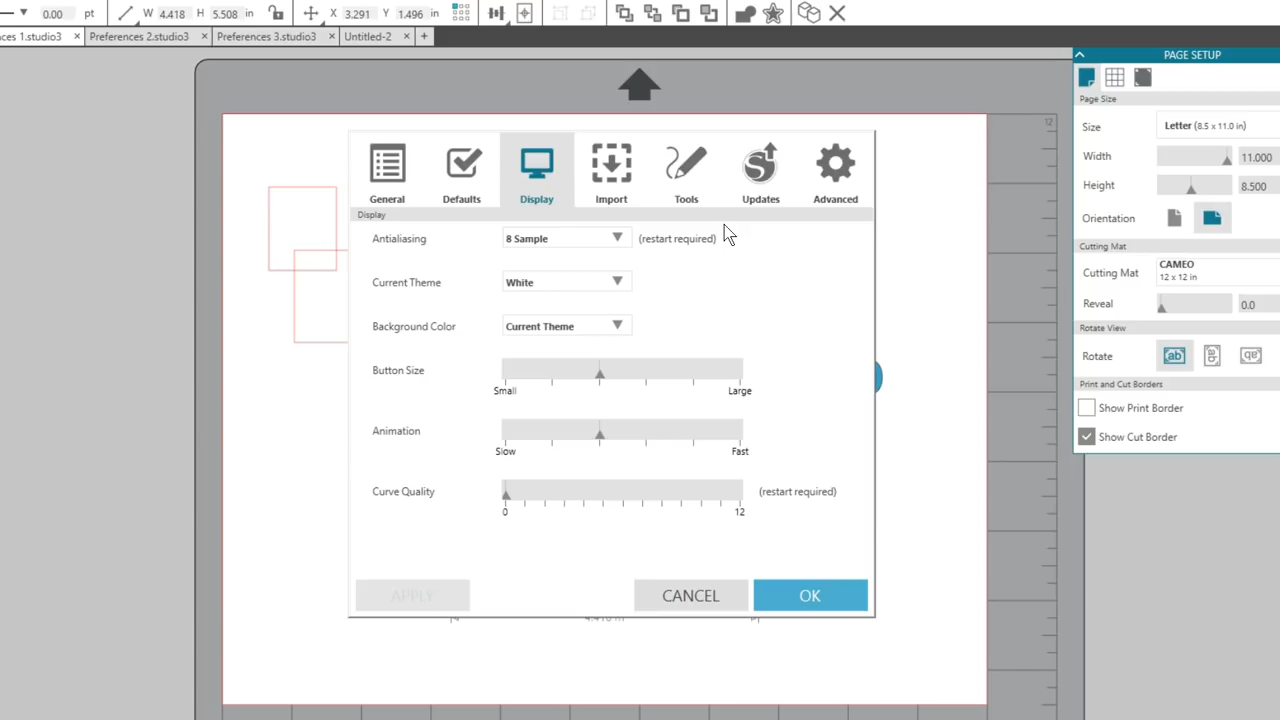 0.00 pt W 4.418 H 5.508 in X 3.291 Y 1.496 in
ces 1.studio3 × Preferences 2.studio3 × Preferences 3.studio3 × Untitled-2 × +
PAGE SETUP
Page Size
Size Letter (8.5 x 11.0 in)
Width 11.000
Height 8.500
Orientation
Cutting Mat
Cutting Mat CAMEO
12 x 12 in
Reveal 0.0
Rotate View
Rotate ab ab ab
Print and Cut Borders
Show Print Border
Show Cut Border
12
General Defaults Display Import Tools Updates Advanced
Display
Antialiasing 8 Sample (restart required)
Current Theme White
Background Color Current Theme
Button Size
Small Large
Animation
Slow Fast
Curve Quality (restart required)
0 12
APPLY CANCEL OK